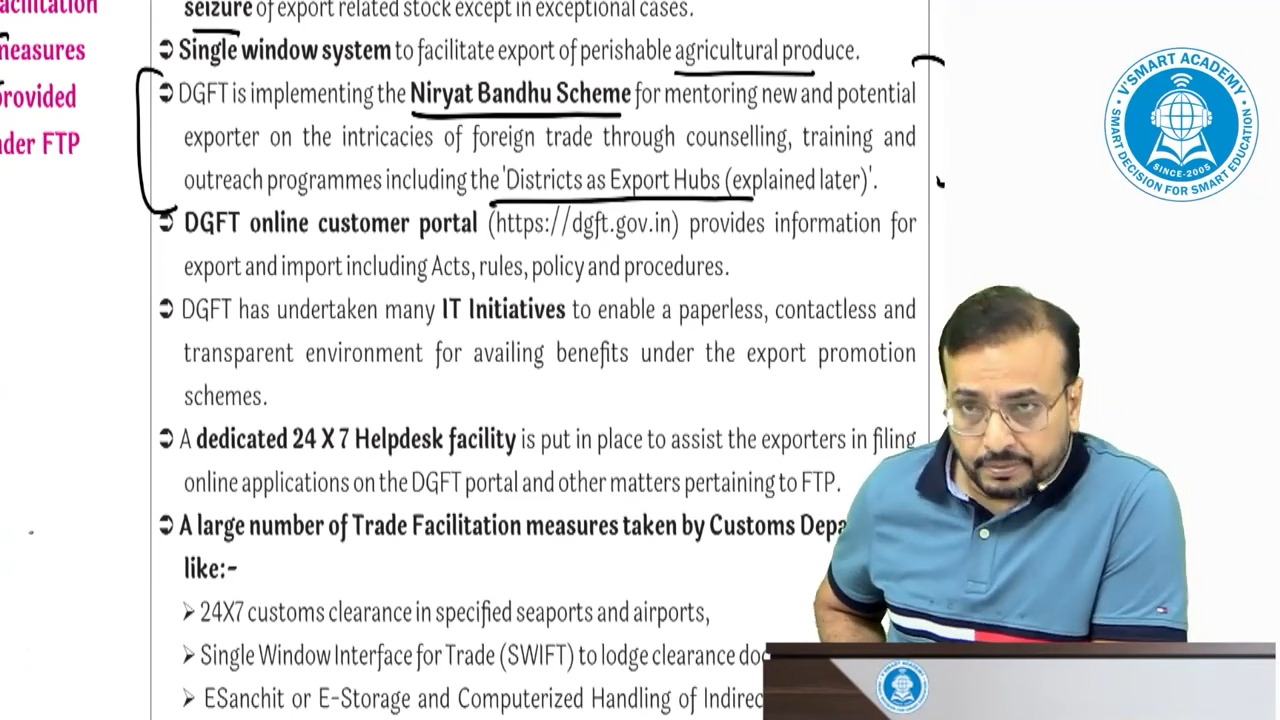 acilitation
measures
provided
nder FTP
seizure of export related stock except in exceptional cases.
➲ Single window system to facilitate export of perishable agricultural produce.
➲ DGFT is implementing the Niryat Bandhu Scheme for mentoring new and potential
exporter on the intricacies of foreign trade through counselling, training and
outreach programmes including the 'Districts as Export Hubs (explained later)'.
➲ DGFT online customer portal (https://dgft.gov.in) provides information for
export and import including Acts, rules, policy and procedures.
➲ DGFT has undertaken many IT Initiatives to enable a paperless, contactless and
transparent environment for availing benefits under the export promotion
schemes.
➲ A dedicated 24 X 7 Helpdesk facility is put in place to assist the exporters in filing
online applications on the DGFT portal and other matters pertaining to FTP.
➲ A large number of Trade Facilitation measures taken by Customs Depa
like:-
➢ 24X7 customs clearance in specified seaports and airports,
➢ Single Window Interface for Trade (SWIFT) to lodge clearance doc
➢ ESanchit or E-Storage and Computerized Handling of Indirec
V'SMART ACADEMY
SINCE-2005
SMART DECISION FOR SMART EDUCATION